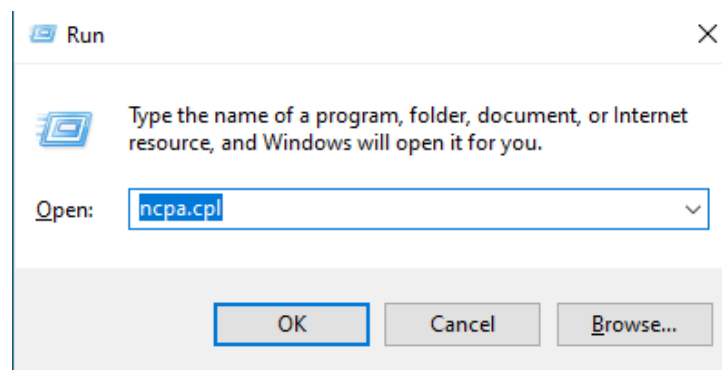 Run
Type the name of a program, folder, document, or Internet
resource, and Windows will open it for you.
Open: ncpa.cpl
OK Cancel Browse...